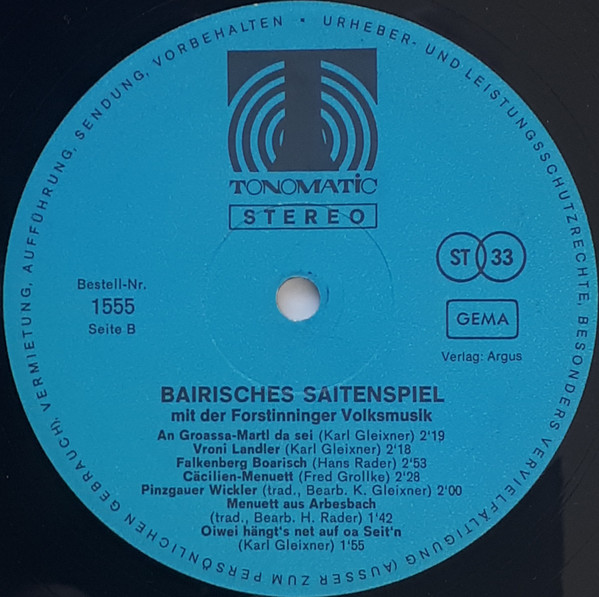 URHEBER- UND LEISTUNGSSCHUTZRECHTE, BESONDERS VERVIELFÄLTIGUNG (AUSSER ZUM PERSÖNLICHEN GEBRAUCH), VERMIETUNG, AUFFÜHRUNG, SENDUNG, VORBEHALTEN •
T
TONOMATIC
STEREO
ST 33
Bestell-Nr.
1555
Seite B
GEMA
Verlag: Argus
BAIRISCHES SAITENSPIEL
mit der Forstinninger Volksmusik
An Groassa-Martl da sei (Karl Gleixner) 2'19
Vroni Landler (Karl Gleixner) 2'18
Falkenberg Boarisch (Hans Rader) 2'53
Cäcilien-Menuett (Fred Grollke) 2'28
Pinzgauer Wickler (trad., Bearb. K. Gleixner) 2'00
Menuett aus Arbesbach
(trad., Bearb. H. Rader) 1'42
Oiwei hängt's net auf oa Seit'n
(Karl Gleixner) 1'55